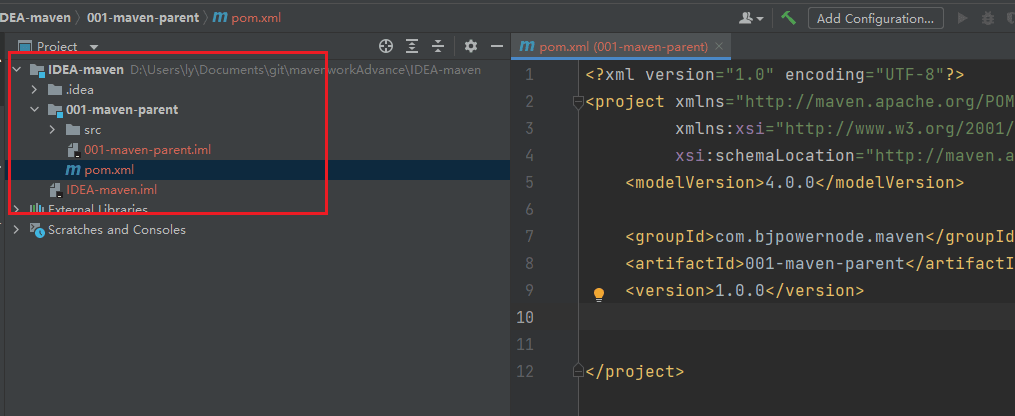 IDEA-maven 001-maven-parent pom.xml
Add Configuration...
Project
pom.xml (001-maven-parent)
IDEA-maven D:\Users\ly\Documents\git\mavenworkAdvance\IDEA-maven
.idea
001-maven-parent
src
001-maven-parent.iml
pom.xml
IDEA-maven.iml
External Libraries
Scratches and Consoles
1 <?xml version="1.0" encoding="UTF-8"?>
2 <project xmlns="http://maven.apache.org/POM
3 xmlns:xsi="http://www.w3.org/2001/
4 xsi:schemaLocation="http://maven.a
5 <modelVersion>4.0.0</modelVersion>
6
7 <groupId>com.bjpowernode.maven</groupId
8 <artifactId>001-maven-parent</artifactI
9 <version>1.0.0</version>
10
11
12 </project>